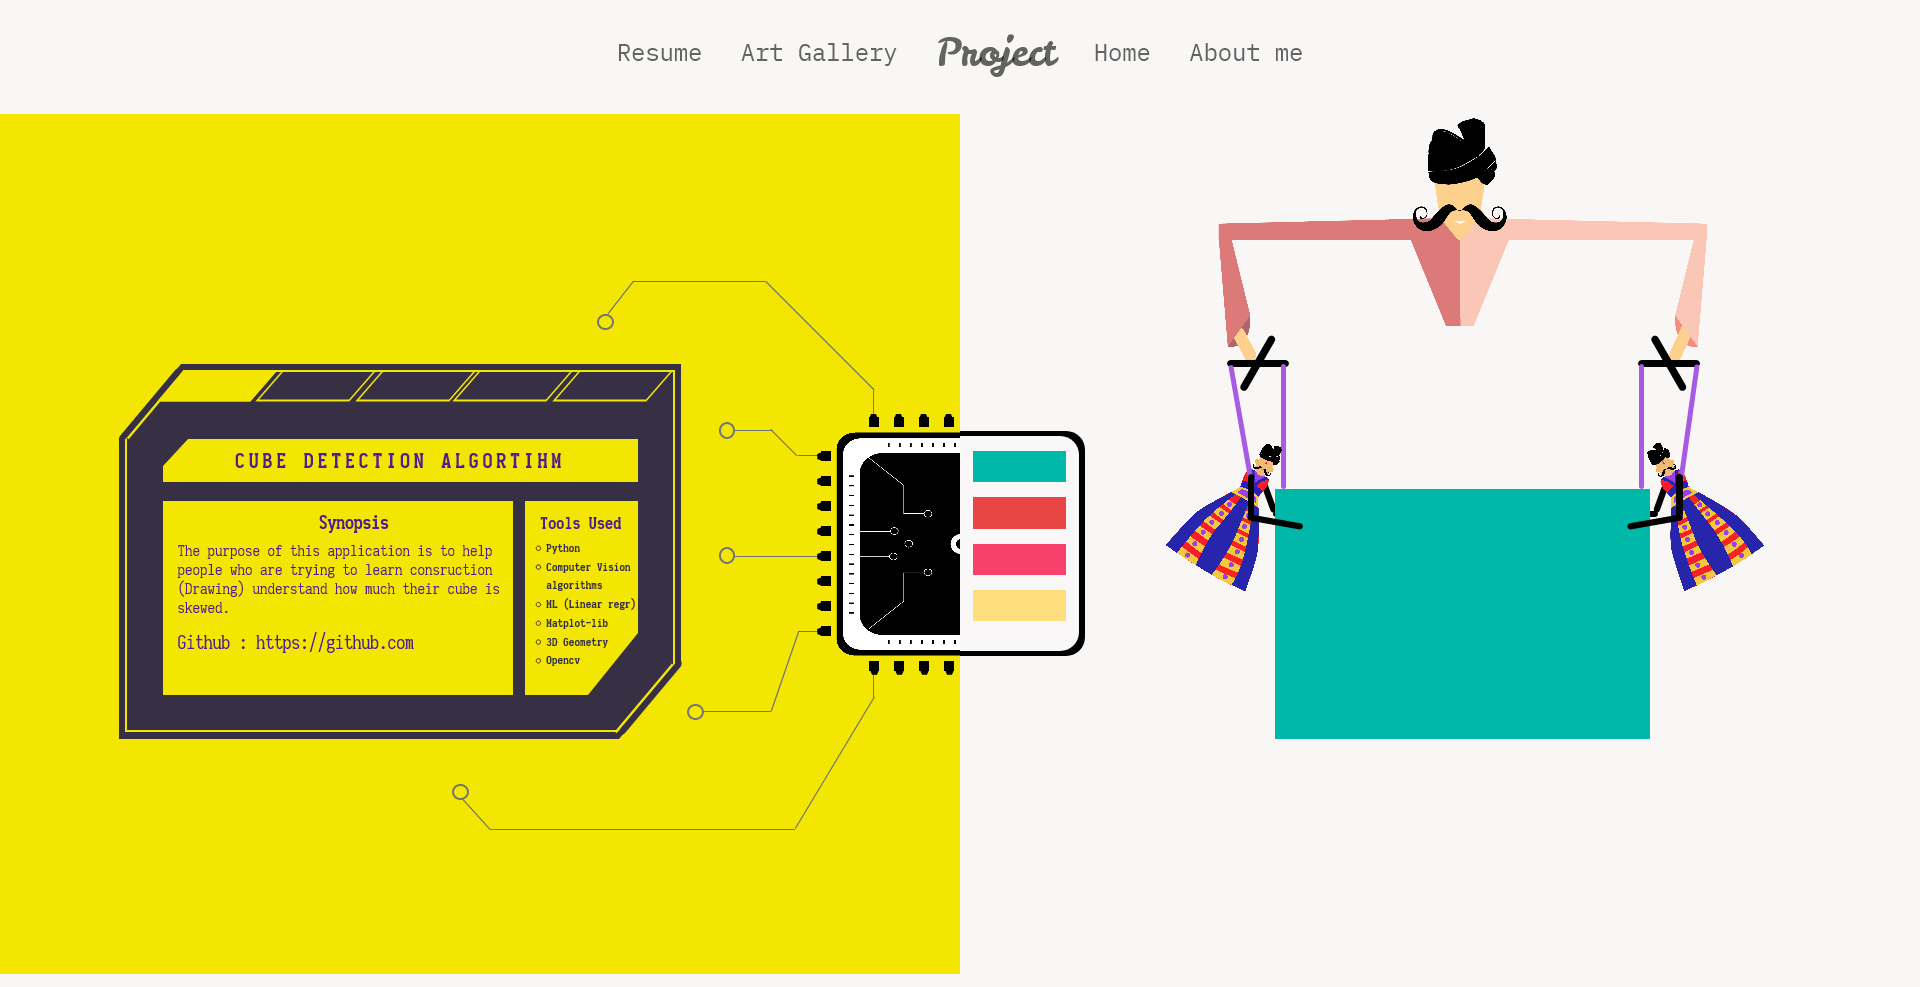 Resume Art Gallery Project Home About me
CUBE DETECTION ALGORTIHM
Synopsis
The purpose of this application is to help
people who are trying to learn consruction
(Drawing) understand how much their cube is
skewed.
Github : https://github.com
Tools Used
Python
Computer Vision
algorithms
ML (Linear regr)
Matplot-lib
3D Geometry
Opencv